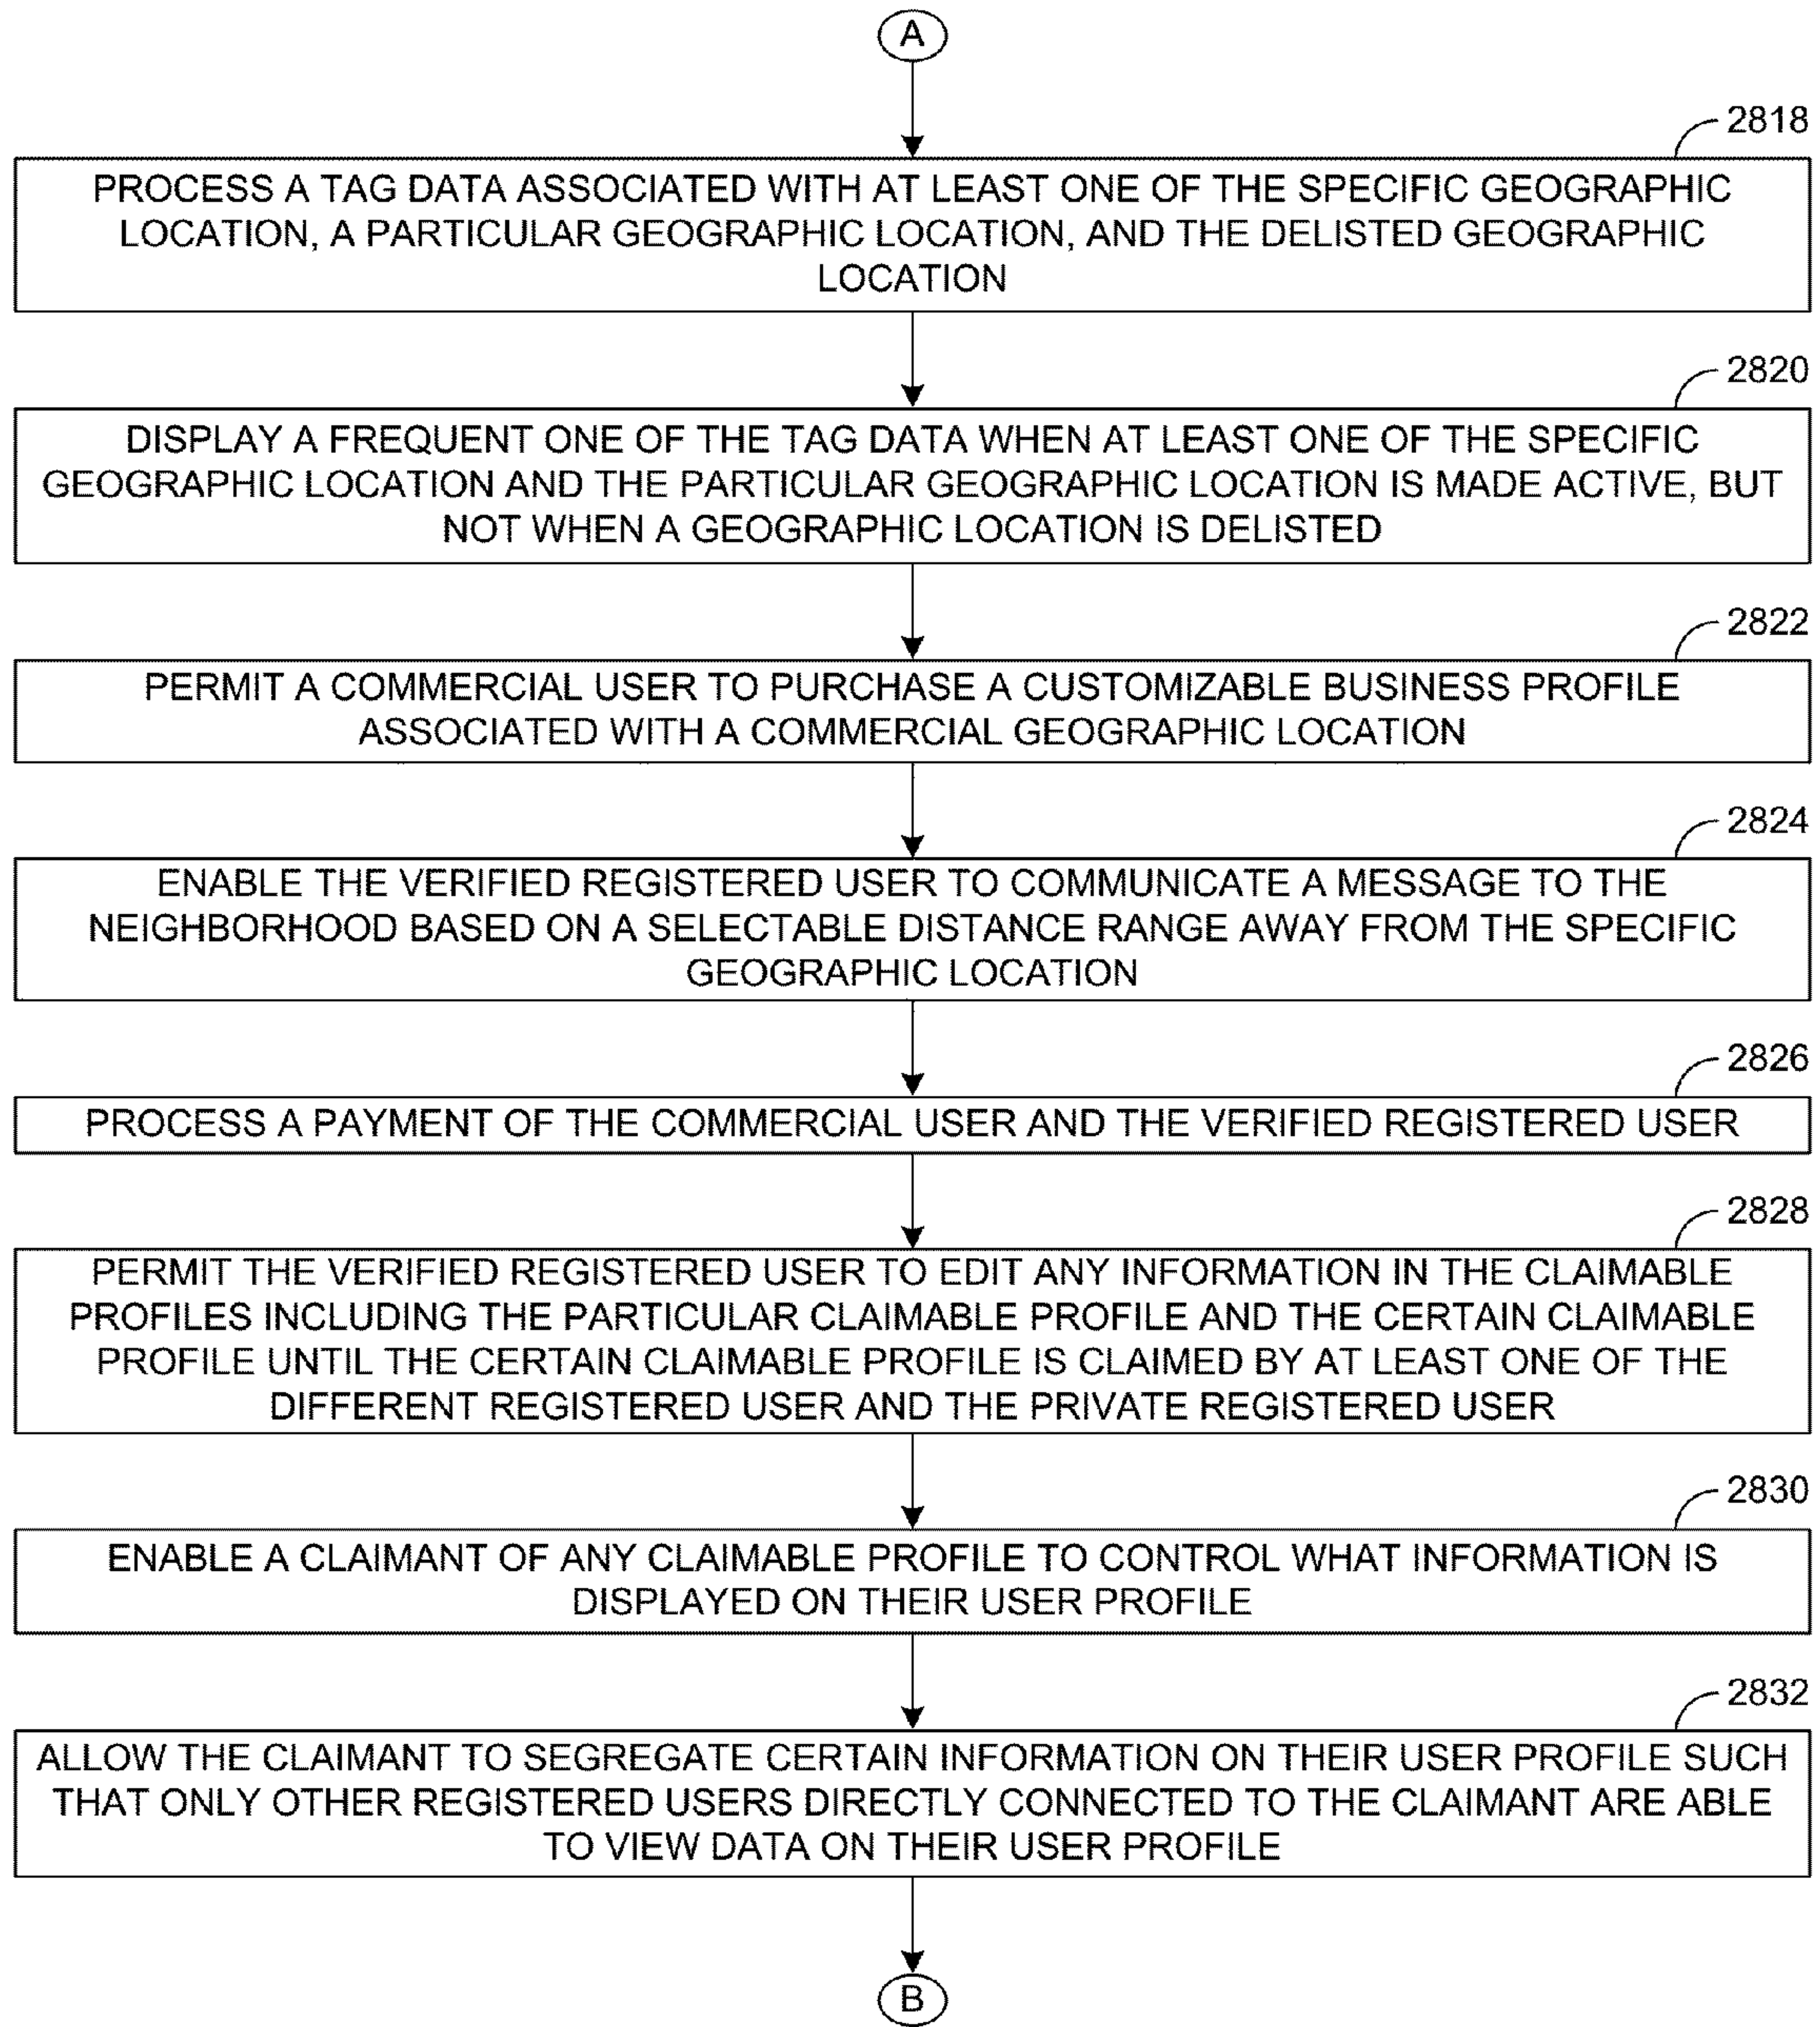 A
2818
PROCESS A TAG DATA ASSOCIATED WITH AT LEAST ONE OF THE SPECIFIC GEOGRAPHIC
LOCATION, A PARTICULAR GEOGRAPHIC LOCATION, AND THE DELISTED GEOGRAPHIC
LOCATION
2820
DISPLAY A FREQUENT ONE OF THE TAG DATA WHEN AT LEAST ONE OF THE SPECIFIC
GEOGRAPHIC LOCATION AND THE PARTICULAR GEOGRAPHIC LOCATION IS MADE ACTIVE, BUT
NOT WHEN A GEOGRAPHIC LOCATION IS DELISTED
2822
PERMIT A COMMERCIAL USER TO PURCHASE A CUSTOMIZABLE BUSINESS PROFILE
ASSOCIATED WITH A COMMERCIAL GEOGRAPHIC LOCATION
2824
ENABLE THE VERIFIED REGISTERED USER TO COMMUNICATE A MESSAGE TO THE
NEIGHBORHOOD BASED ON A SELECTABLE DISTANCE RANGE AWAY FROM THE SPECIFIC
GEOGRAPHIC LOCATION
2826
PROCESS A PAYMENT OF THE COMMERCIAL USER AND THE VERIFIED REGISTERED USER
2828
PERMIT THE VERIFIED REGISTERED USER TO EDIT ANY INFORMATION IN THE CLAIMABLE
PROFILES INCLUDING THE PARTICULAR CLAIMABLE PROFILE AND THE CERTAIN CLAIMABLE
PROFILE UNTIL THE CERTAIN CLAIMABLE PROFILE IS CLAIMED BY AT LEAST ONE OF THE
DIFFERENT REGISTERED USER AND THE PRIVATE REGISTERED USER
2830
ENABLE A CLAIMANT OF ANY CLAIMABLE PROFILE TO CONTROL WHAT INFORMATION IS
DISPLAYED ON THEIR USER PROFILE
2832
ALLOW THE CLAIMANT TO SEGREGATE CERTAIN INFORMATION ON THEIR USER PROFILE SUCH
THAT ONLY OTHER REGISTERED USERS DIRECTLY CONNECTED TO THE CLAIMANT ARE ABLE
TO VIEW DATA ON THEIR USER PROFILE
B